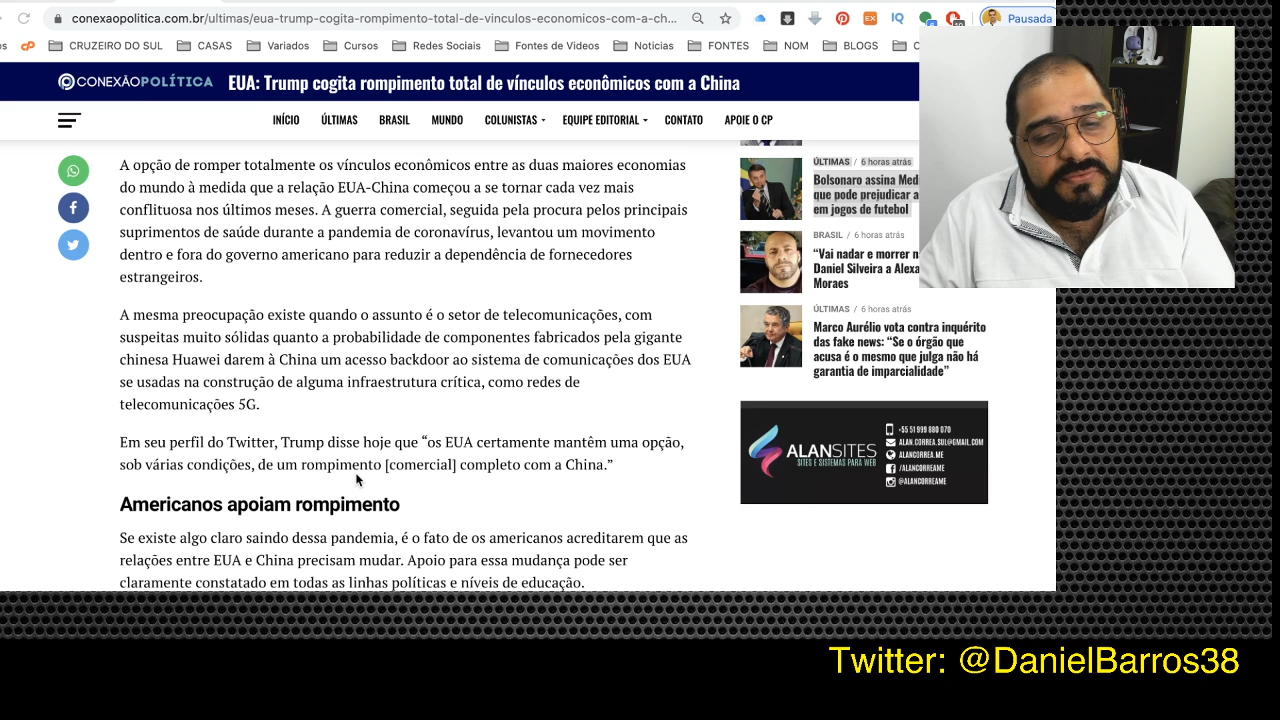 conexaopolitica.com.br/ultimas/eua-trump-cogita-rompimento-total-de-vinculos-economicos-com-a-ch...
IQ
EX
Pausada
CRUZEIRO DO SUL
CASAS
Variados
Cursos
Redes Sociais
Fontes de Videos
Noticias
FONTES
NOM
BLOGS
CONEXÃOPOLÍTICA
EUA: Trump cogita rompimento total de vínculos econômicos com a China
INÍCIO ÚLTIMAS BRASIL MUNDO COLUNISTAS EQUIPE EDITORIAL CONTATO APOIE O CP
A opção de romper totalmente os vínculos econômicos entre as duas maiores economias
do mundo à medida que a relação EUA-China começou a se tornar cada vez mais
conflituosa nos últimos meses. A guerra comercial, seguida pela procura pelos principais
suprimentos de saúde durante a pandemia de coronavírus, levantou um movimento
dentro e fora do governo americano para reduzir a dependência de fornecedores
estrangeiros.
A mesma preocupação existe quando o assunto é o setor de telecomunicações, com
suspeitas muito sólidas quanto a probabilidade de componentes fabricados pela gigante
chinesa Huawei darem à China um acesso backdoor ao sistema de comunicações dos EUA
se usadas na construção de alguma infraestrutura crítica, como redes de
telecomunicações 5G.
Em seu perfil do Twitter, Trump disse hoje que “os EUA certamente mantêm uma opção,
sob várias condições, de um rompimento [comercial] completo com a China.”
Americanos apoiam rompimento
Se existe algo claro saindo dessa pandemia, é o fato de os americanos acreditarem que as
relações entre EUA e China precisam mudar. Apoio para essa mudança pode ser
claramente constatado em todas as linhas políticas e níveis de educação.
ÚLTIMAS / 6 horas atrás
Bolsonaro assina Med
que pode prejudicar a
em jogos de futebol
BRASIL / 6 horas atrás
“Vai nadar e morrer n
Daniel Silveira a Alexa
Moraes
ÚLTIMAS / 6 horas atrás
Marco Aurélio vota contra inquérito
das fake news: “Se o órgão que
acusa é o mesmo que julga não há
garantia de imparcialidade”
ALANSITES
SITES E SISTEMAS PARA WEB
+55 51 999 880 070
ALAN.CORREA.SUL@GMAIL.COM
ALANCORREA.ME
/ALANCORREAME
@ALANCORREAME
Twitter: @DanielBarros38